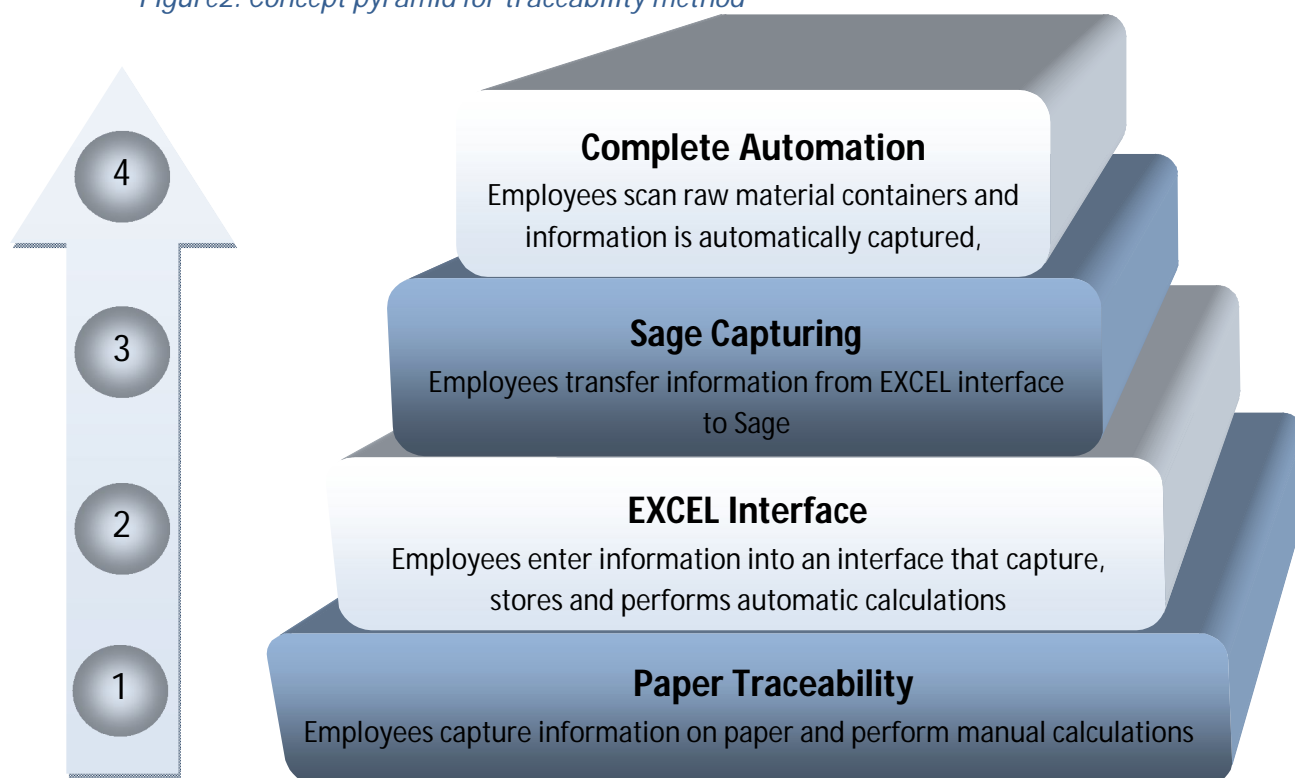 Figure2: Concept pyramid for traceability method
4
Complete Automation
Employees scan raw material containers and
information is automatically captured,
3
Sage Capturing
Employees transfer information from EXCEL interface
to Sage
2
EXCEL Interface
Employees enter information into an interface that capture,
stores and performs automatic calculations
1
Paper Traceability
Employees capture information on paper and perform manual calculations